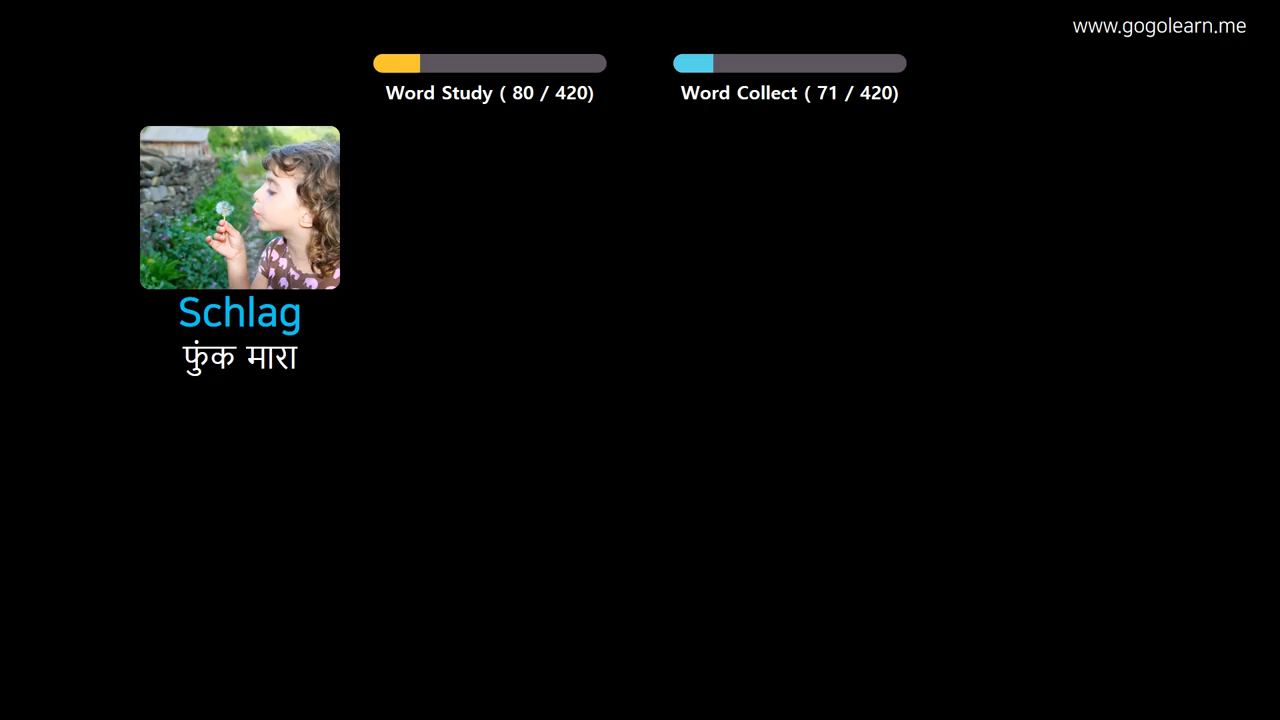 www.gogolearn.me
Word Study ( 80 / 420)
Word Collect ( 71 / 420)
Schlag
फुंक मारा